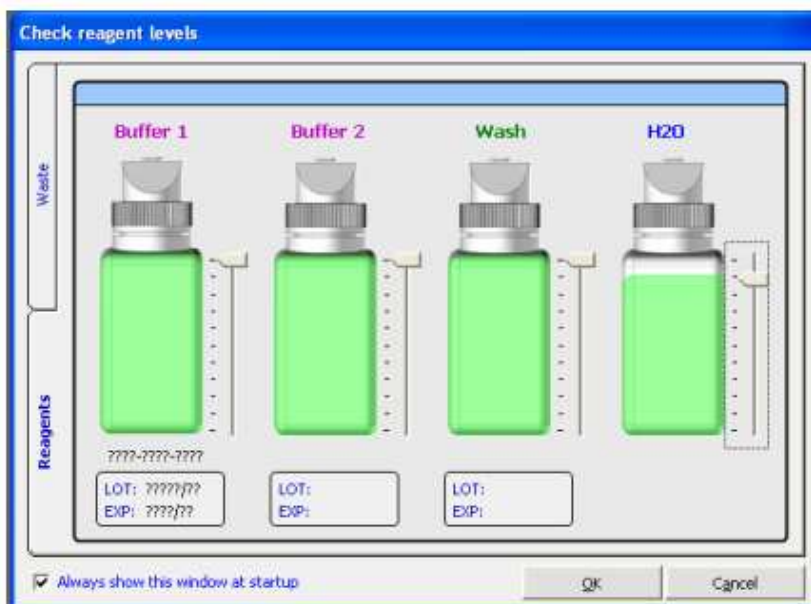 Check reagent levels
Waste
Reagents
Buffer 1
Buffer 2
Wash
H2O
????-????-????
LOT: ?????/??
EXP: ????/??
LOT:
EXP:
LOT:
EXP:
Always show this window at startup
OK
Cancel